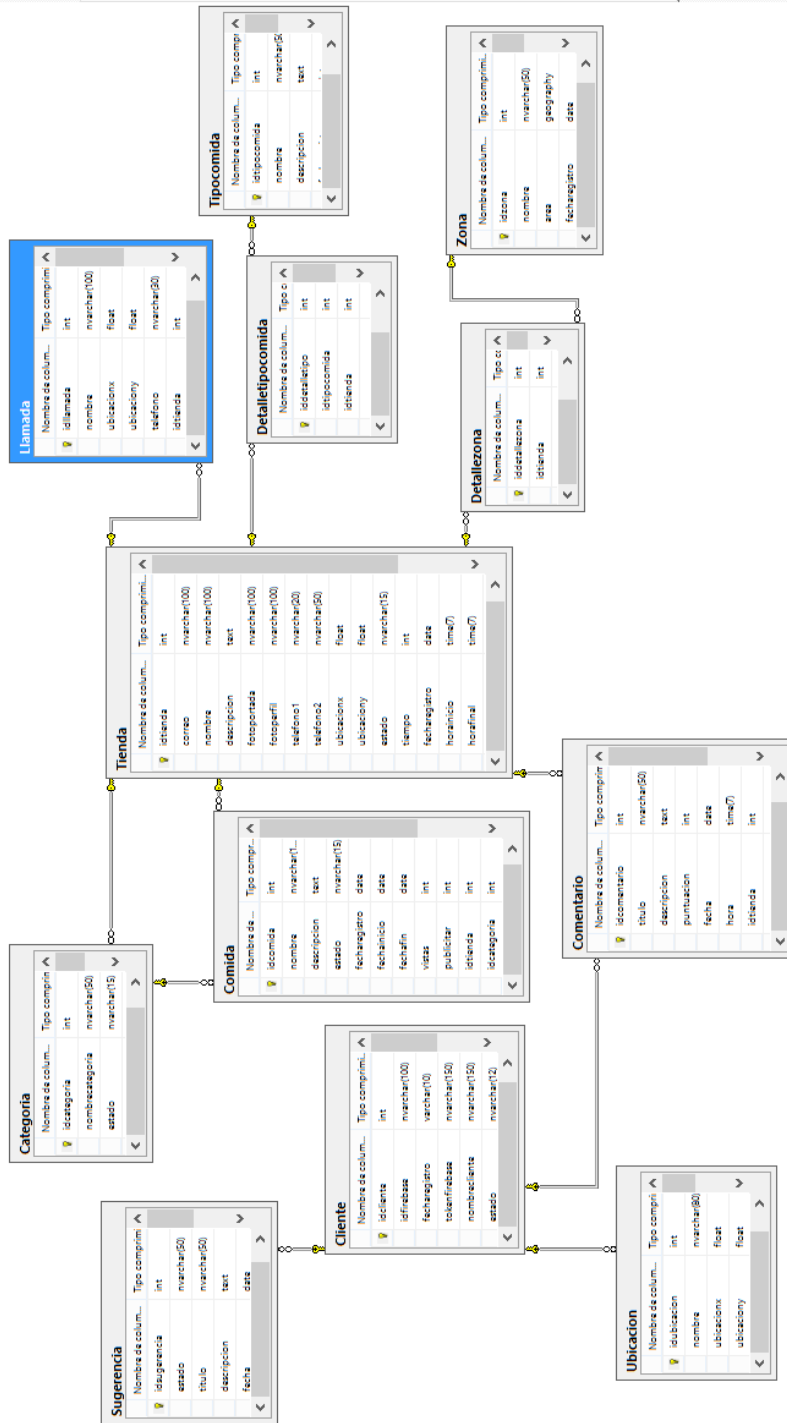 Sugerencia
Nombre de colum... Tipo comprimi
idsugerencia int
estado nvarchar(50)
titulo nvarchar(50)
descripcion text
fecha date
Categoria
Nombre de colum... Tipo comprim
idcategoria int
nombrecategoria nvarchar(50)
estado nvarchar(15)
Llamada
Nombre de colum... Tipo comprimi
idllamada int
nombre nvarchar(100)
ubicacionx float
ubicaciony float
telefono nvarchar(30)
idtienda int
Tienda
Nombre de colum... Tipo comprimi...
idtienda int
correo nvarchar(100)
nombre nvarchar(100)
descripcion text
fotoportada nvarchar(100)
fotoperfil nvarchar(100)
telefono1 nvarchar(20)
telefono2 nvarchar(50)
ubicacionx float
ubicaciony float
estado nvarchar(15)
tiempo int
fecharegistro date
horainicio time(7)
horafinal time(7)
Tipocomida
Nombre de colum... Tipo compr
idtipocomida int
nombre nvarchar(50
descripcion text
Comida
Nombre de ... Tipo compr...
idcomida int
nombre nvarchar(1...
descripcion text
estado nvarchar(15)
fecharegistro date
fechainicio date
fechafin date
vistas int
publicitar int
idtienda int
idcategoria int
Detalletipocomida
Nombre de colum... Tipo c
iddetalletipo int
idtipocomida int
idtienda int
Cliente
Nombre de colum... Tipo comprimi...
idcliente int
idfirebase nvarchar(100)
fecharegistro varchar(10)
tokenfirebase nvarchar(150)
nombrecliente nvarchar(150)
estado nvarchar(12)
Zona
Nombre de colum... Tipo comprimi...
idzona int
nombre nvarchar(50)
area geography
fecharegistro date
Detallezona
Nombre de colum... Tipo cc
iddetallezona int
idtienda int
Comentario
Nombre de colum... Tipo comprim
idcomentario int
titulo nvarchar(50)
descripcion text
puntuacion int
fecha date
hora time(7)
idtienda int
Ubicacion
Nombre de colum... Tipo compri
idubicacion int
nombre nvarchar(80)
ubicacionx float
ubicaciony float